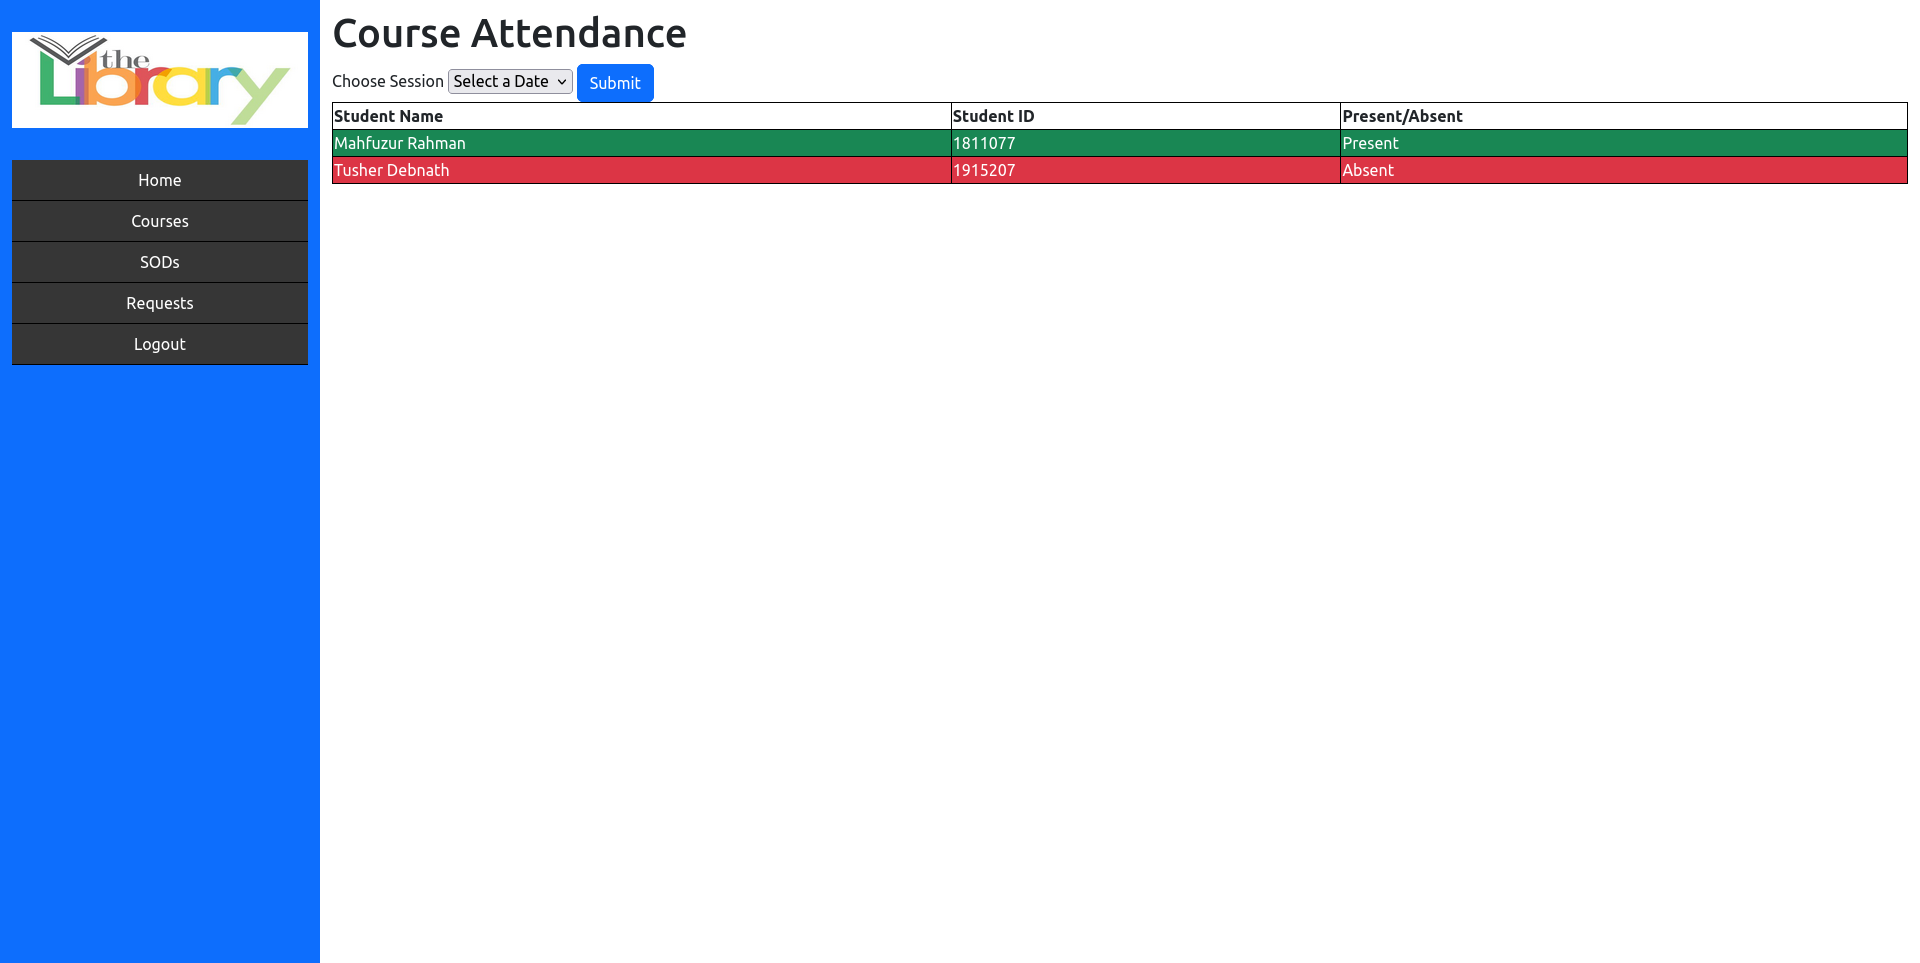 the
Library
Home
Courses
SODs
Requests
Logout
Course Attendance
Choose Session Select a Date Submit
Student Name Student ID Present/Absent
Mahfuzur Rahman 1811077 Present
Tusher Debnath 1915207 Absent